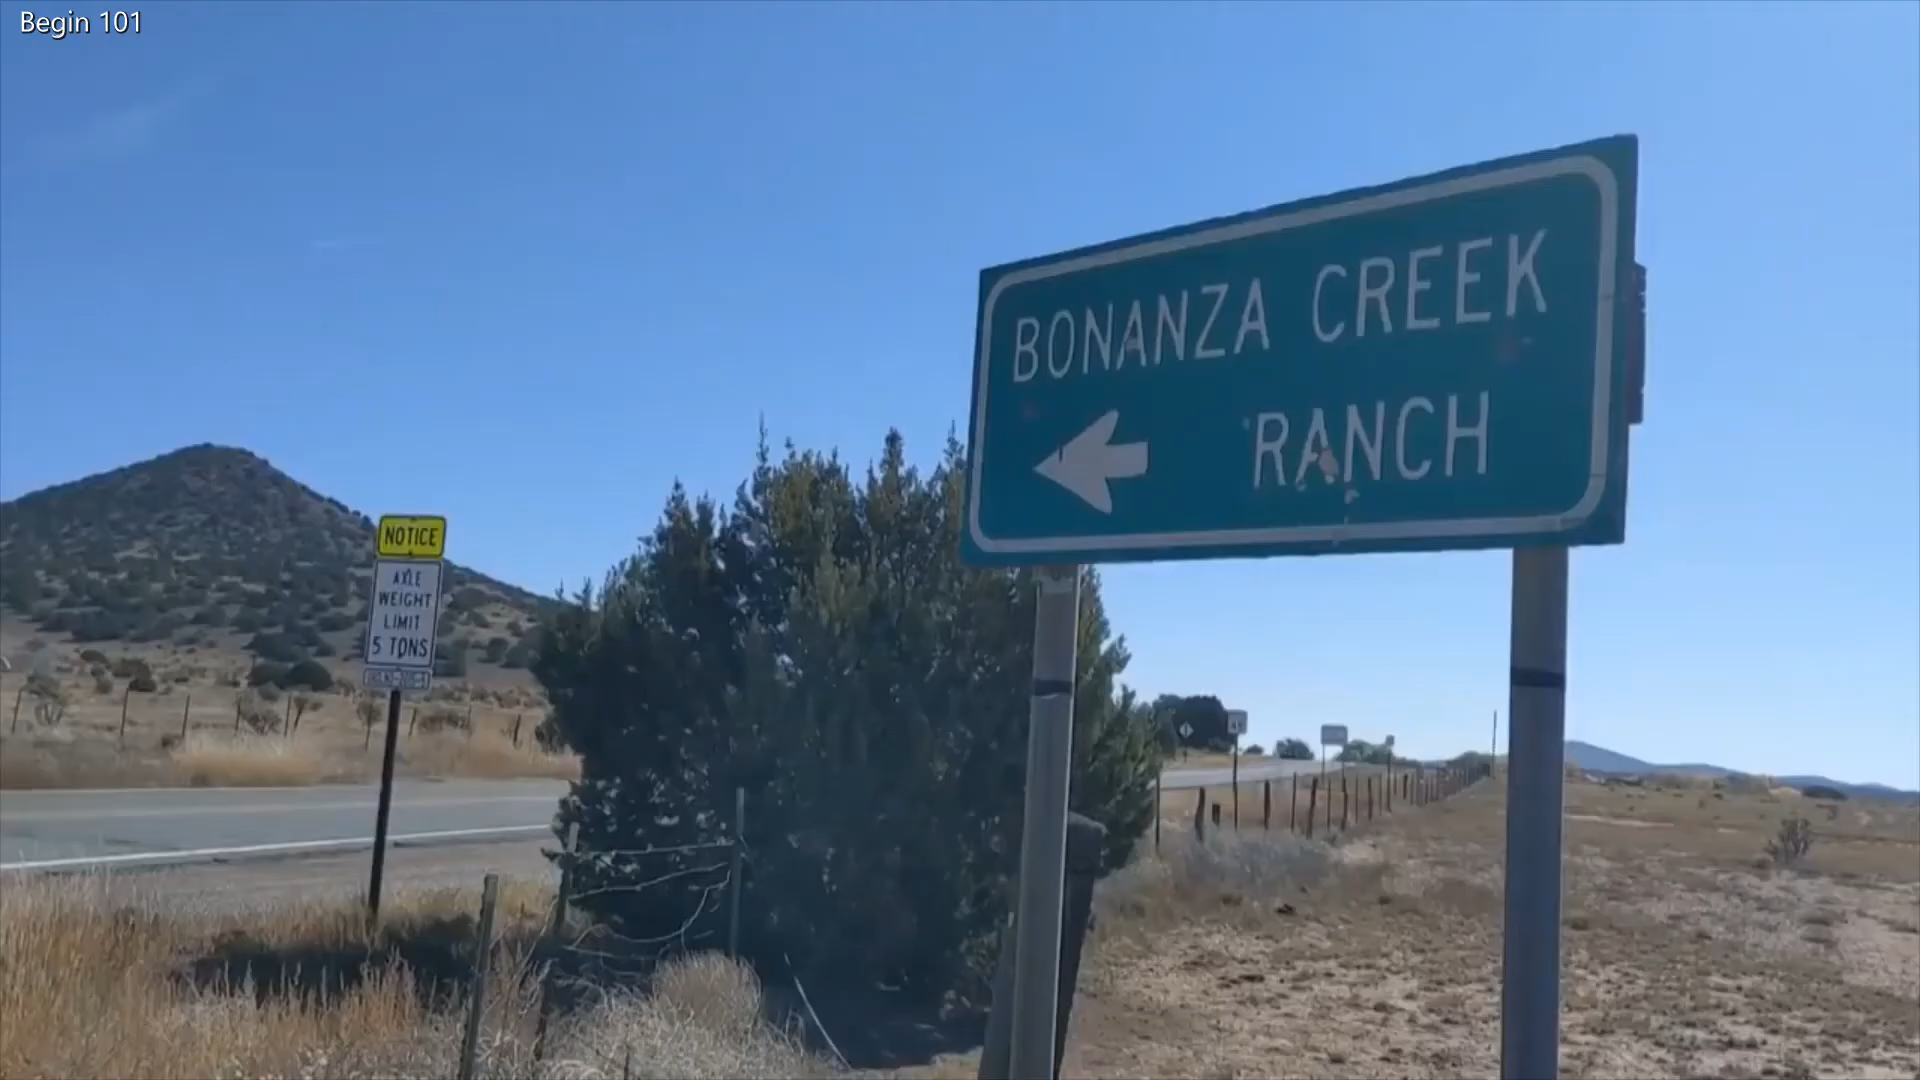 Begin 101
BONANZA CREEK
RANCH
NOTICE
AXLE
WEIGHT
LIMIT
5 TONS